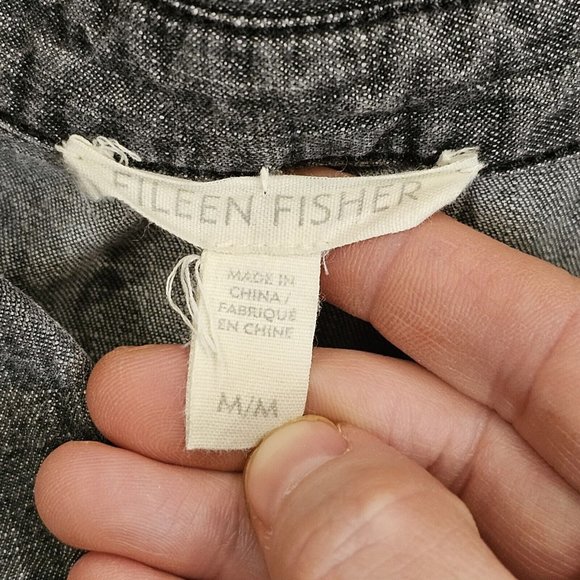 EILEEN FISHER
MADE IN
CHINA/
FABRIQUÉ
EN CHINE
M/M